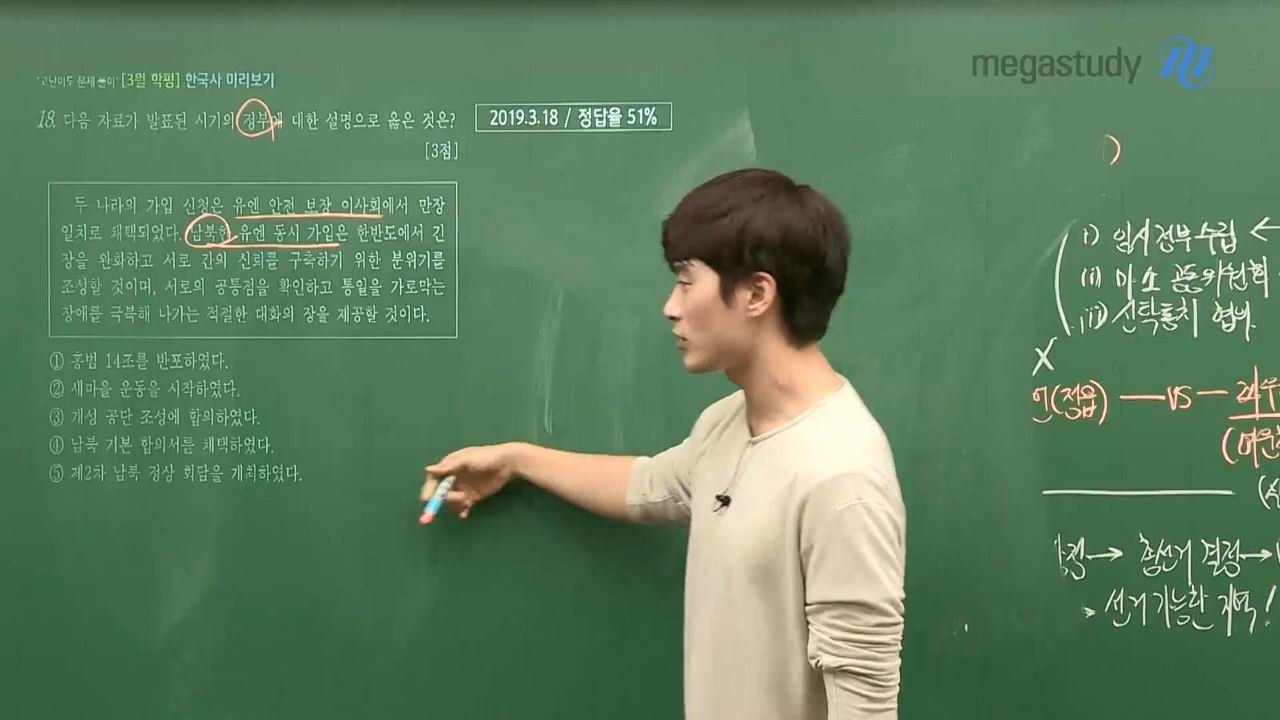 megastudy
"고난이도 문제 풀이" [3월 학평] 한국사 미리보기
18. 다음 자료가 발표된 시기의 정부에 대한 설명으로 옳은 것은?
[3점]
2019.3.18 / 정답율 51%
두 나라의 가입 신청은 유엔 안전 보장 이사회에서 만장
일치로 채택되었다. 남북한 유엔 동시 가입은 한반도에서 긴
장을 완화하고 서로 간의 신뢰를 구축하기 위한 분위기를
조성할 것이며, 서로의 공통점을 확인하고 통일을 가로막는
장애를 극복해 나가는 적절한 대화의 장을 제공할 것이다.
① 홍범 14조를 반포하였다.
② 새마을 운동을 시작하였다.
③ 개성 공단 조성에 합의하였다.
④ 남북 기본 합의서를 채택하였다.
⑤ 제2차 남북 정상 회담을 개최하였다.
i) 임시정부 수립 ←
ii) 미소 공동위원회
iii) 신탁통치 협의
X
(정읍) — VS —
→ 총선거 결정 →
선거 가능한 지역!